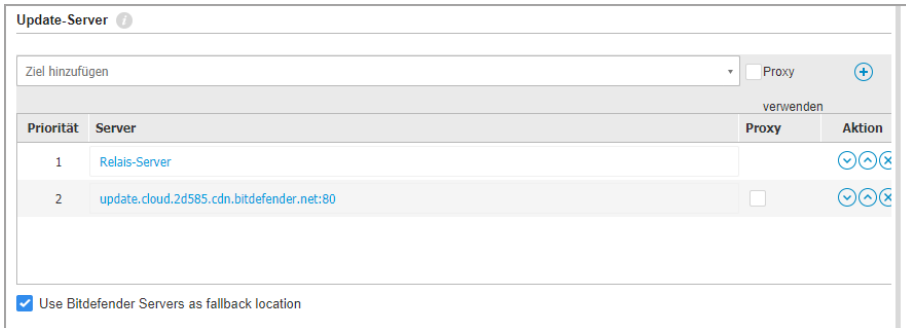 Update-Server
Ziel hinzufügen
Proxy
verwenden
Priorität Server Proxy Aktion
1 Relais-Server
2 update.cloud.2d585.cdn.bitdefender.net:80
Use Bitdefender Servers as fallback location